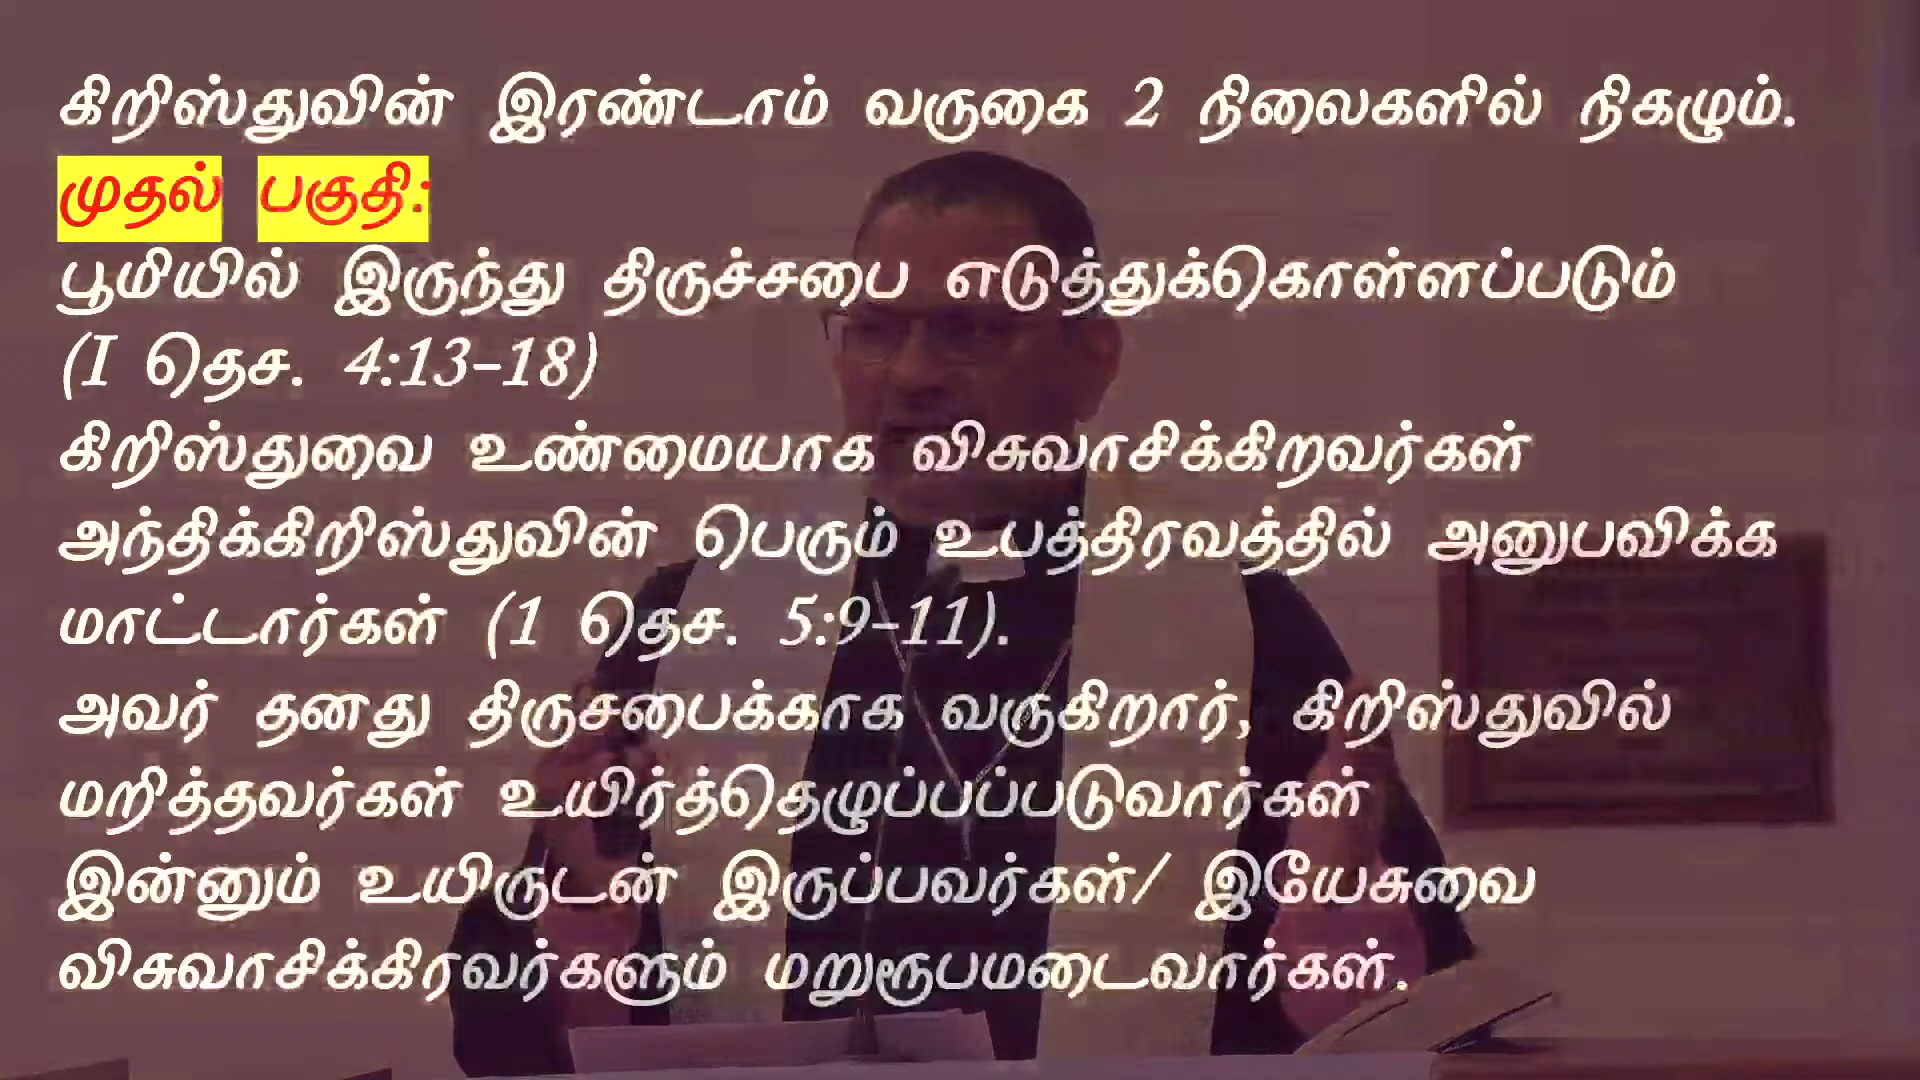 கிறிஸ்துவின் இரண்டாம் வருகை 2 நிலைகளில் நிகழும்.
முதல் பகுதி:
பூமியில் இருந்து திருச்சபை எடுத்துக்கொள்ளப்படும்
(I தெச. 4:13-18)
கிறிஸ்துவை உண்மையாக விசுவாசிக்கிறவர்கள்
அந்திக்கிறிஸ்துவின் பெரும் உபத்திரவத்தில் அனுபவிக்க
மாட்டார்கள் (1 தெச. 5:9-11).
அவர் தனது திருசபைக்காக வருகிறார், கிறிஸ்துவில்
மறித்தவர்கள் உயிர்த்தெழுப்பப்படுவார்கள்
இன்னும் உயிருடன் இருப்பவர்கள்/ இயேசுவை
விசுவாசிக்கிரவர்களும் மறுரூபமடைவார்கள்.